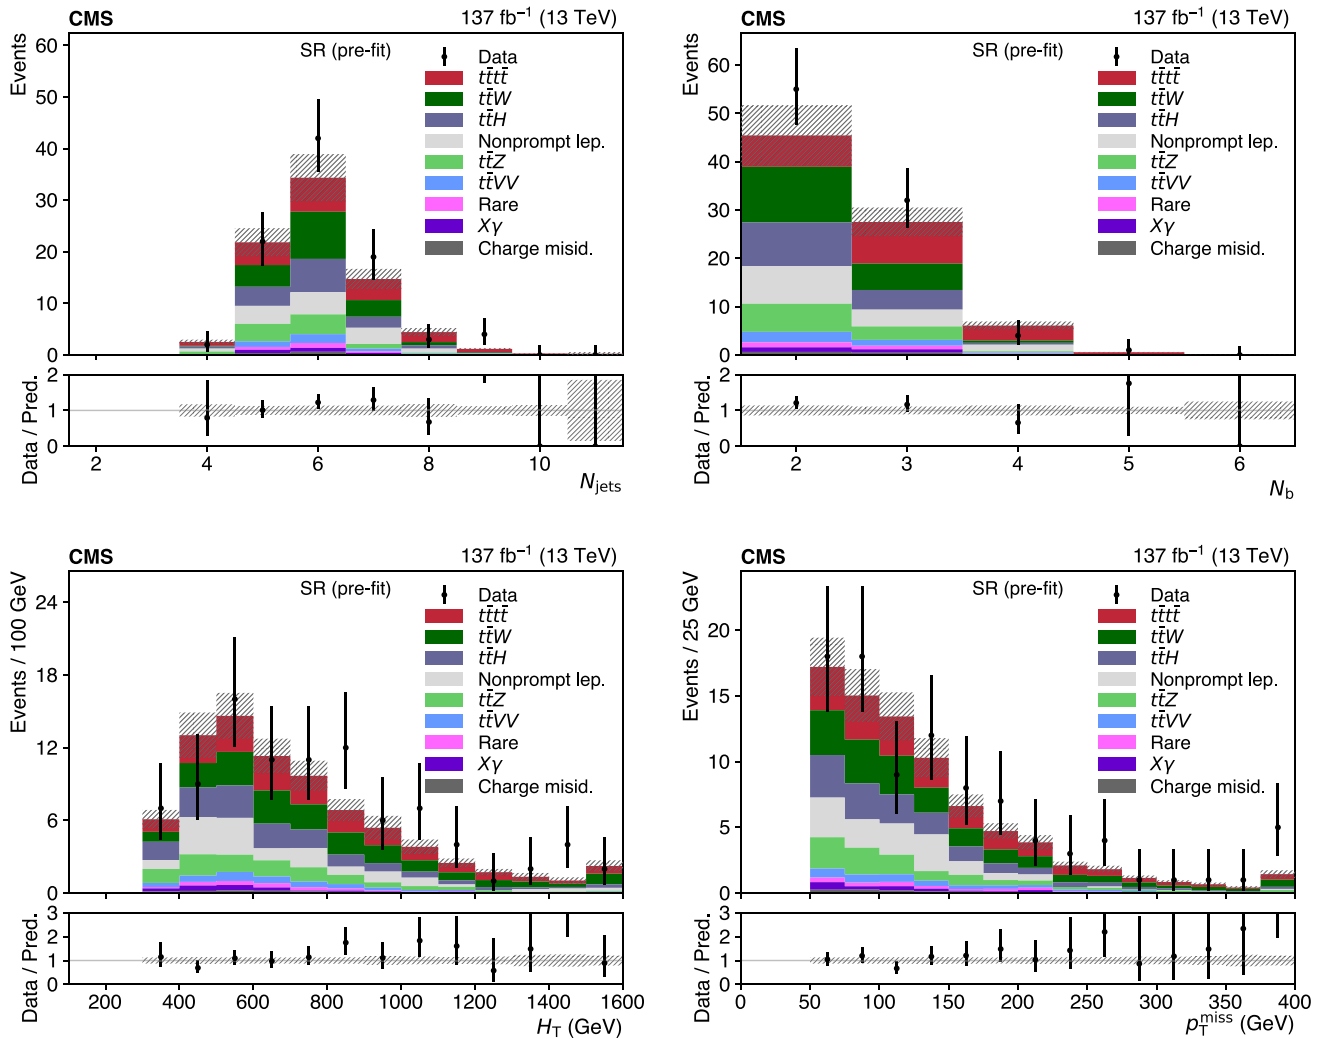 CMS 137 fb⁻¹ (13 TeV)
SR (pre-fit)
Data
tt̄tt̄
tt̄W
tt̄H
Nonprompt lep.
tt̄Z
tt̄VV
Rare
Xγ
Charge misid.
Events
60
50
40
30
20
10
0
Data / Pred.
2
1
0
2 4 6 8 10
N_jets
CMS 137 fb⁻¹ (13 TeV)
SR (pre-fit)
Data
tt̄tt̄
tt̄W
tt̄H
Nonprompt lep.
tt̄Z
tt̄VV
Rare
Xγ
Charge misid.
Events
60
50
40
30
20
10
0
Data / Pred.
2
1
0
2 3 4 5 6
N_b
CMS 137 fb⁻¹ (13 TeV)
SR (pre-fit)
Data
tt̄tt̄
tt̄W
tt̄H
Nonprompt lep.
tt̄Z
tt̄VV
Rare
Xγ
Charge misid.
Events / 100 GeV
24
18
12
6
0
Data / Pred.
3
2
1
0
200 400 600 800 1000 1200 1400 1600
H_T (GeV)
CMS 137 fb⁻¹ (13 TeV)
SR (pre-fit)
Data
tt̄tt̄
tt̄W
tt̄H
Nonprompt lep.
tt̄Z
tt̄VV
Rare
Xγ
Charge misid.
Events / 25 GeV
20
15
10
5
0
Data / Pred.
3
2
1
0
0 50 100 150 200 250 300 350 400
p_T^miss (GeV)